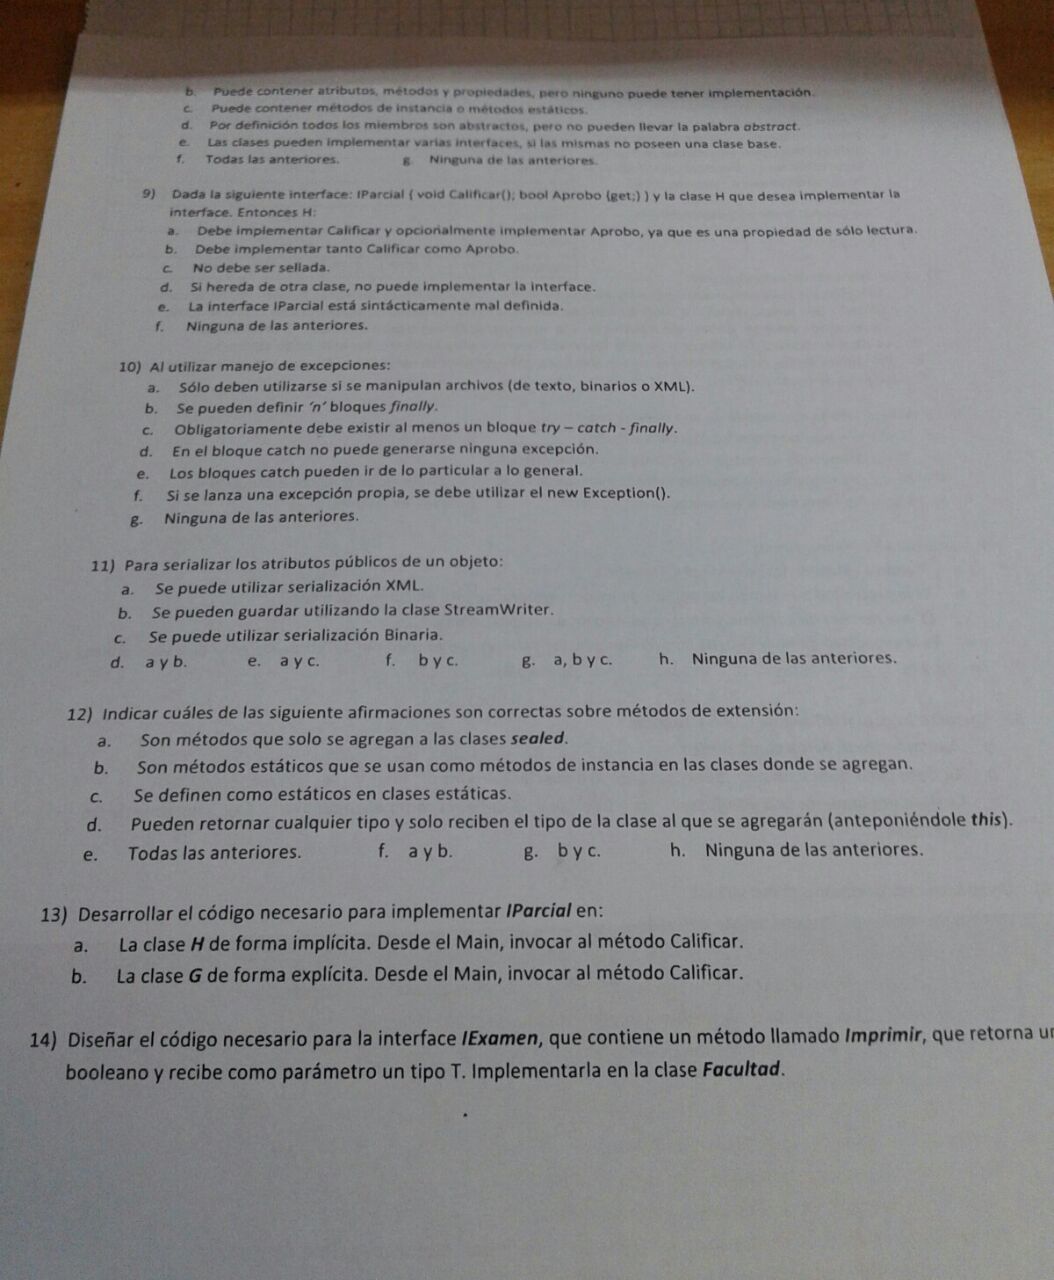 b. Puede contener atributos, métodos y propiedades, pero ninguno puede tener implementación.
c. Puede contener métodos de instancia o métodos estáticos.
d. Por definición todos los miembros son abstractos, pero no pueden llevar la palabra abstract.
e. Las clases pueden implementar varias interfaces, si las mismas no poseen una clase base.
f. Todas las anteriores. g. Ninguna de las anteriores.
9) Dada la siguiente interface: IParcial { void Calificar(); bool Aprobo {get;} } y la clase H que desea implementar la
interface. Entonces H:
a. Debe implementar Calificar y opcionalmente implementar Aprobo, ya que es una propiedad de sólo lectura.
b. Debe implementar tanto Calificar como Aprobo.
c. No debe ser sellada.
d. Si hereda de otra clase, no puede implementar la interface.
e. La interface IParcial está sintácticamente mal definida.
f. Ninguna de las anteriores.
10) Al utilizar manejo de excepciones:
a. Sólo deben utilizarse si se manipulan archivos (de texto, binarios o XML).
b. Se pueden definir ‘n’ bloques finally.
c. Obligatoriamente debe existir al menos un bloque try – catch - finally.
d. En el bloque catch no puede generarse ninguna excepción.
e. Los bloques catch pueden ir de lo particular a lo general.
f. Si se lanza una excepción propia, se debe utilizar el new Exception().
g. Ninguna de las anteriores.
11) Para serializar los atributos públicos de un objeto:
a. Se puede utilizar serialización XML.
b. Se pueden guardar utilizando la clase StreamWriter.
c. Se puede utilizar serialización Binaria.
d. a y b. e. a y c. f. b y c. g. a, b y c. h. Ninguna de las anteriores.
12) Indicar cuáles de las siguiente afirmaciones son correctas sobre métodos de extensión:
a. Son métodos que solo se agregan a las clases sealed.
b. Son métodos estáticos que se usan como métodos de instancia en las clases donde se agregan.
c. Se definen como estáticos en clases estáticas.
d. Pueden retornar cualquier tipo y solo reciben el tipo de la clase al que se agregarán (anteponiéndole this).
e. Todas las anteriores. f. a y b. g. b y c. h. Ninguna de las anteriores.
13) Desarrollar el código necesario para implementar IParcial en:
a. La clase H de forma implícita. Desde el Main, invocar al método Calificar.
b. La clase G de forma explícita. Desde el Main, invocar al método Calificar.
14) Diseñar el código necesario para la interface IExamen, que contiene un método llamado Imprimir, que retorna un
booleano y recibe como parámetro un tipo T. Implementarla en la clase Facultad.